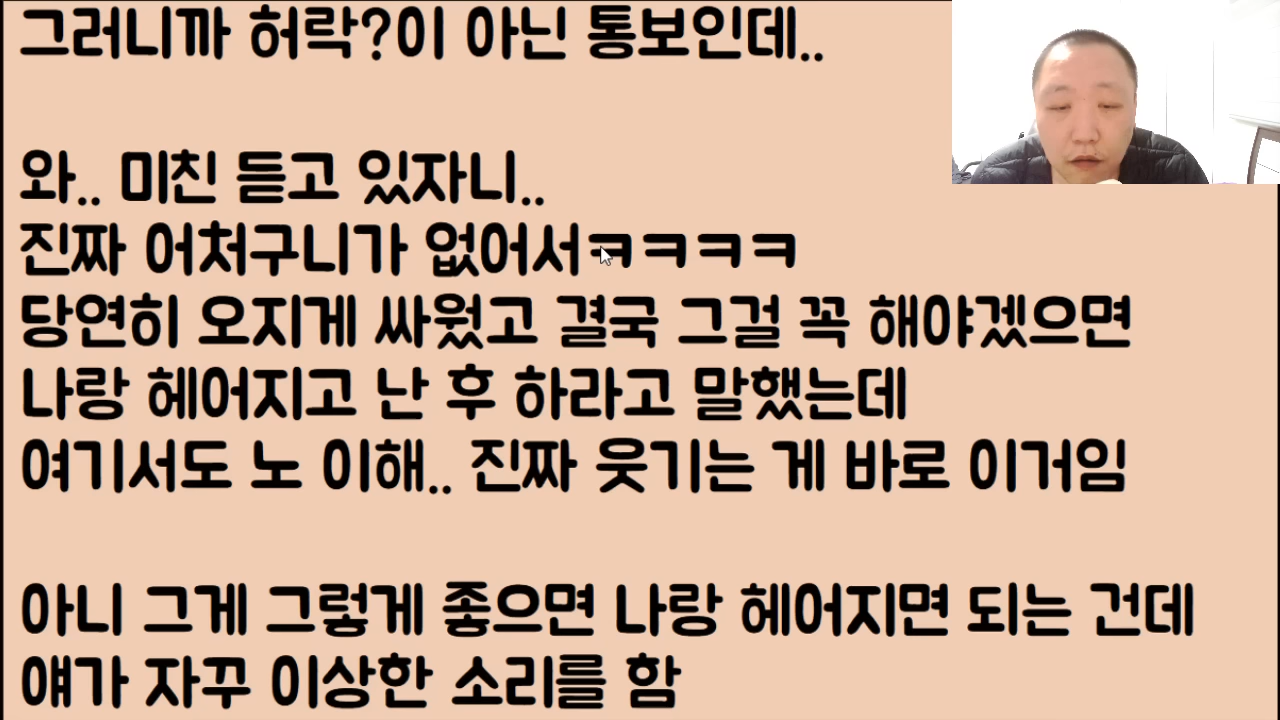 그러니까 허락?이 아닌 통보인데..
와.. 미친 듣고 있자니..
진짜 어처구니가 없어서ㅋㅋㅋㅋ
당연히 오지게 싸웠고 결국 그걸 꼭 해야겠으면
나랑 헤어지고 난 후 하라고 말했는데
여기서도 노 이해.. 진짜 웃기는 게 바로 이거임
아니 그게 그렇게 좋으면 나랑 헤어지면 되는 건데
얘가 자꾸 이상한 소리를 함